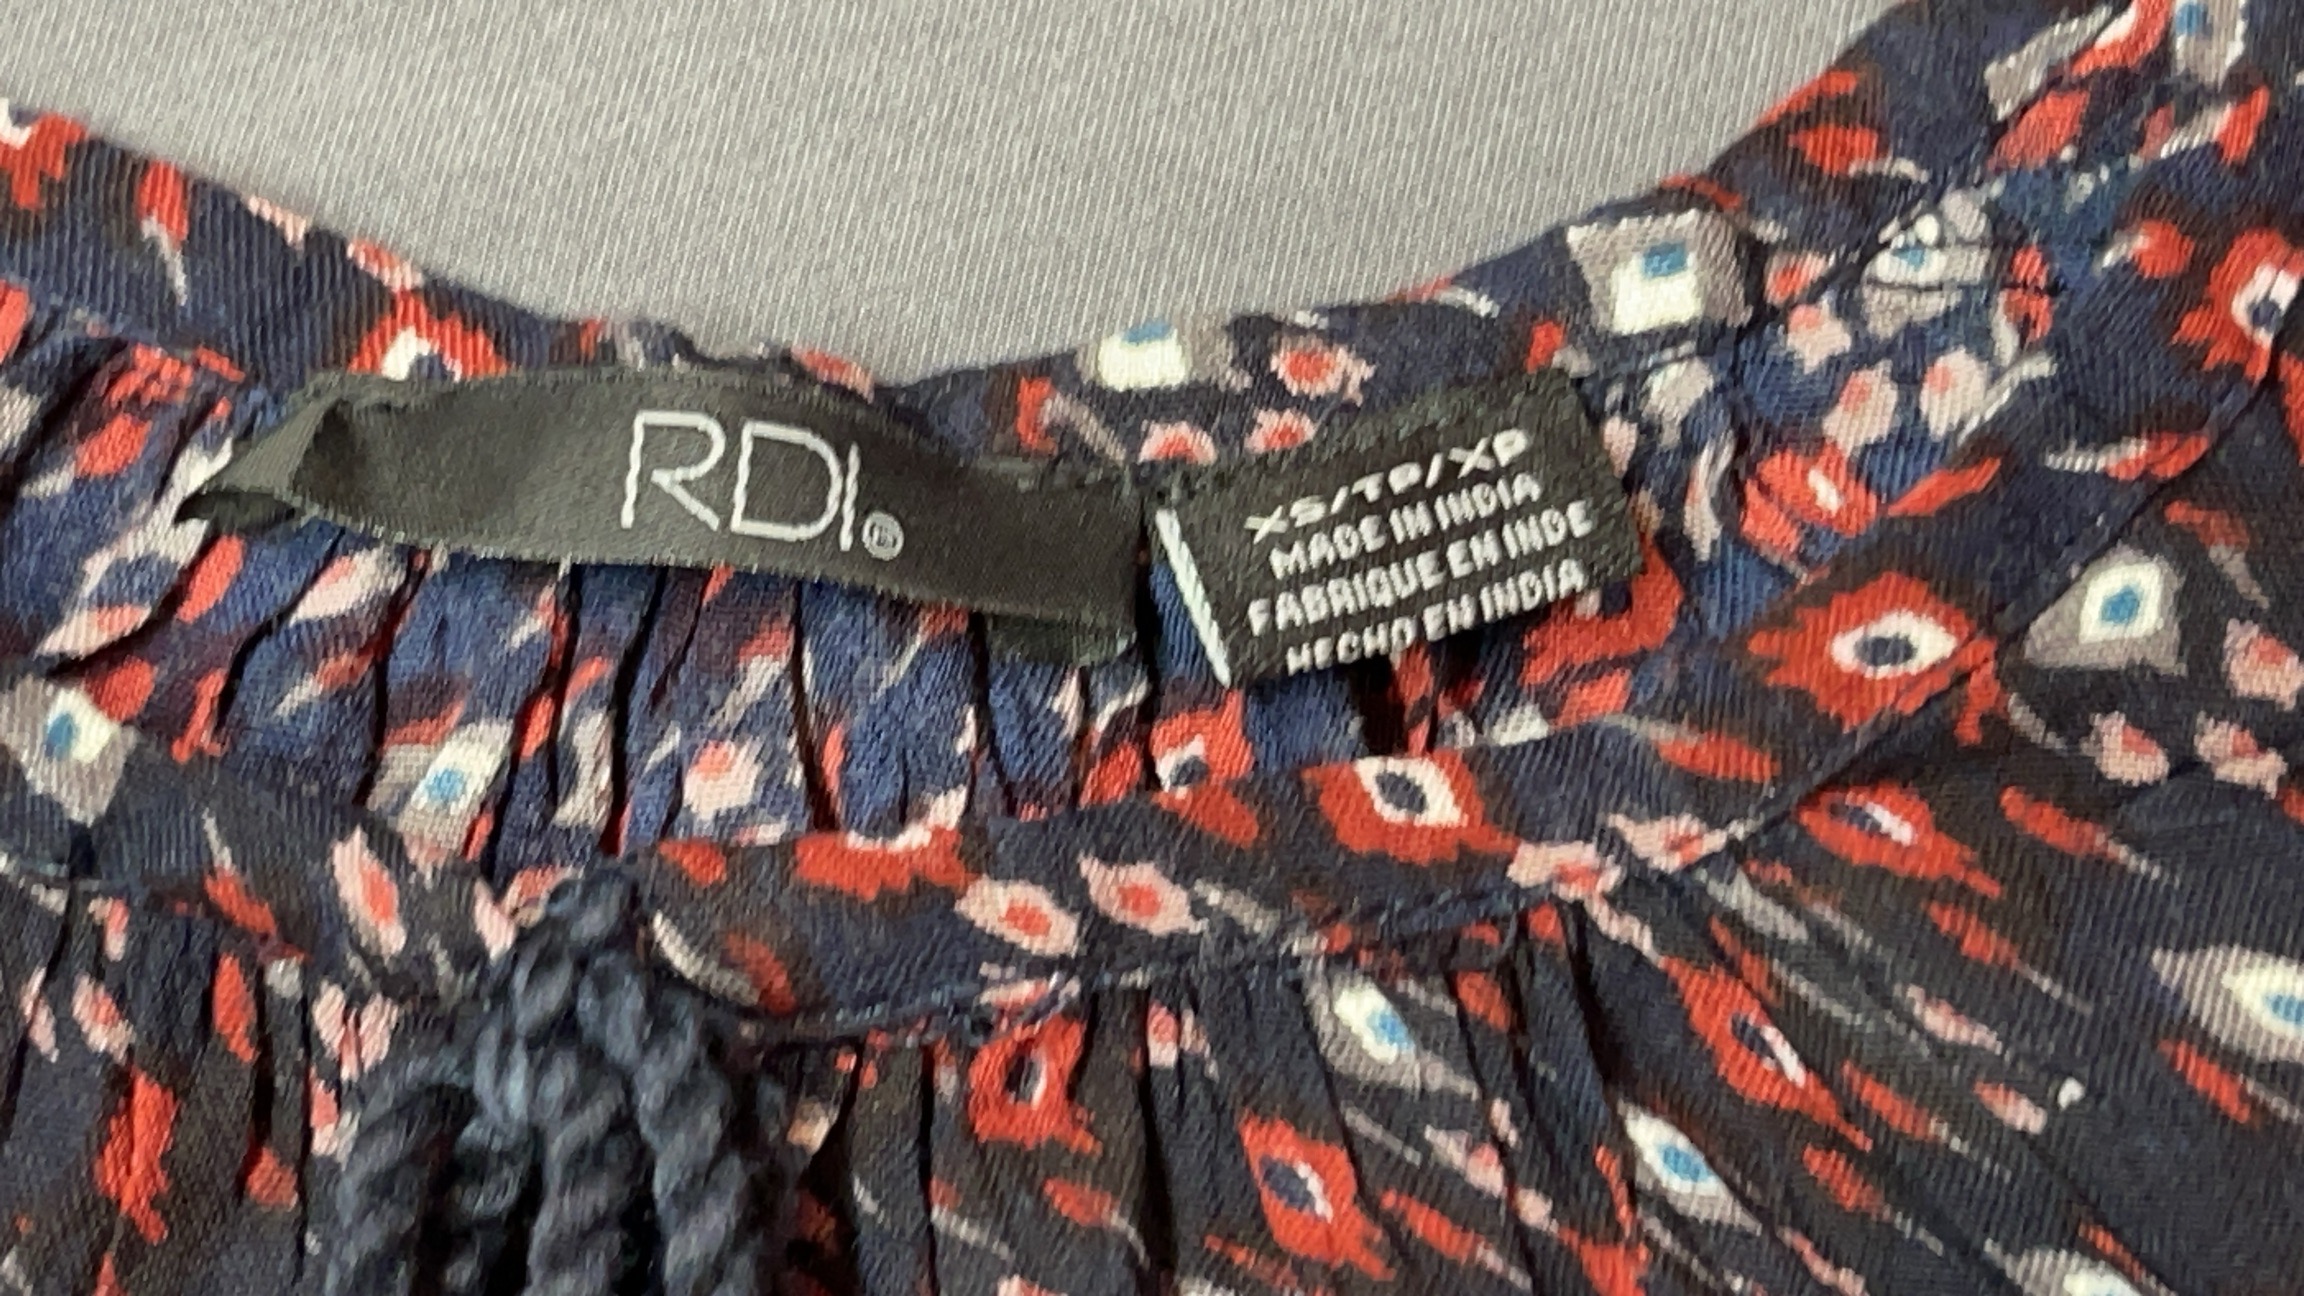 RDI®
XS/TP/XP
MADE IN INDIA
FABRIQUE EN INDE
HECHO EN INDIA